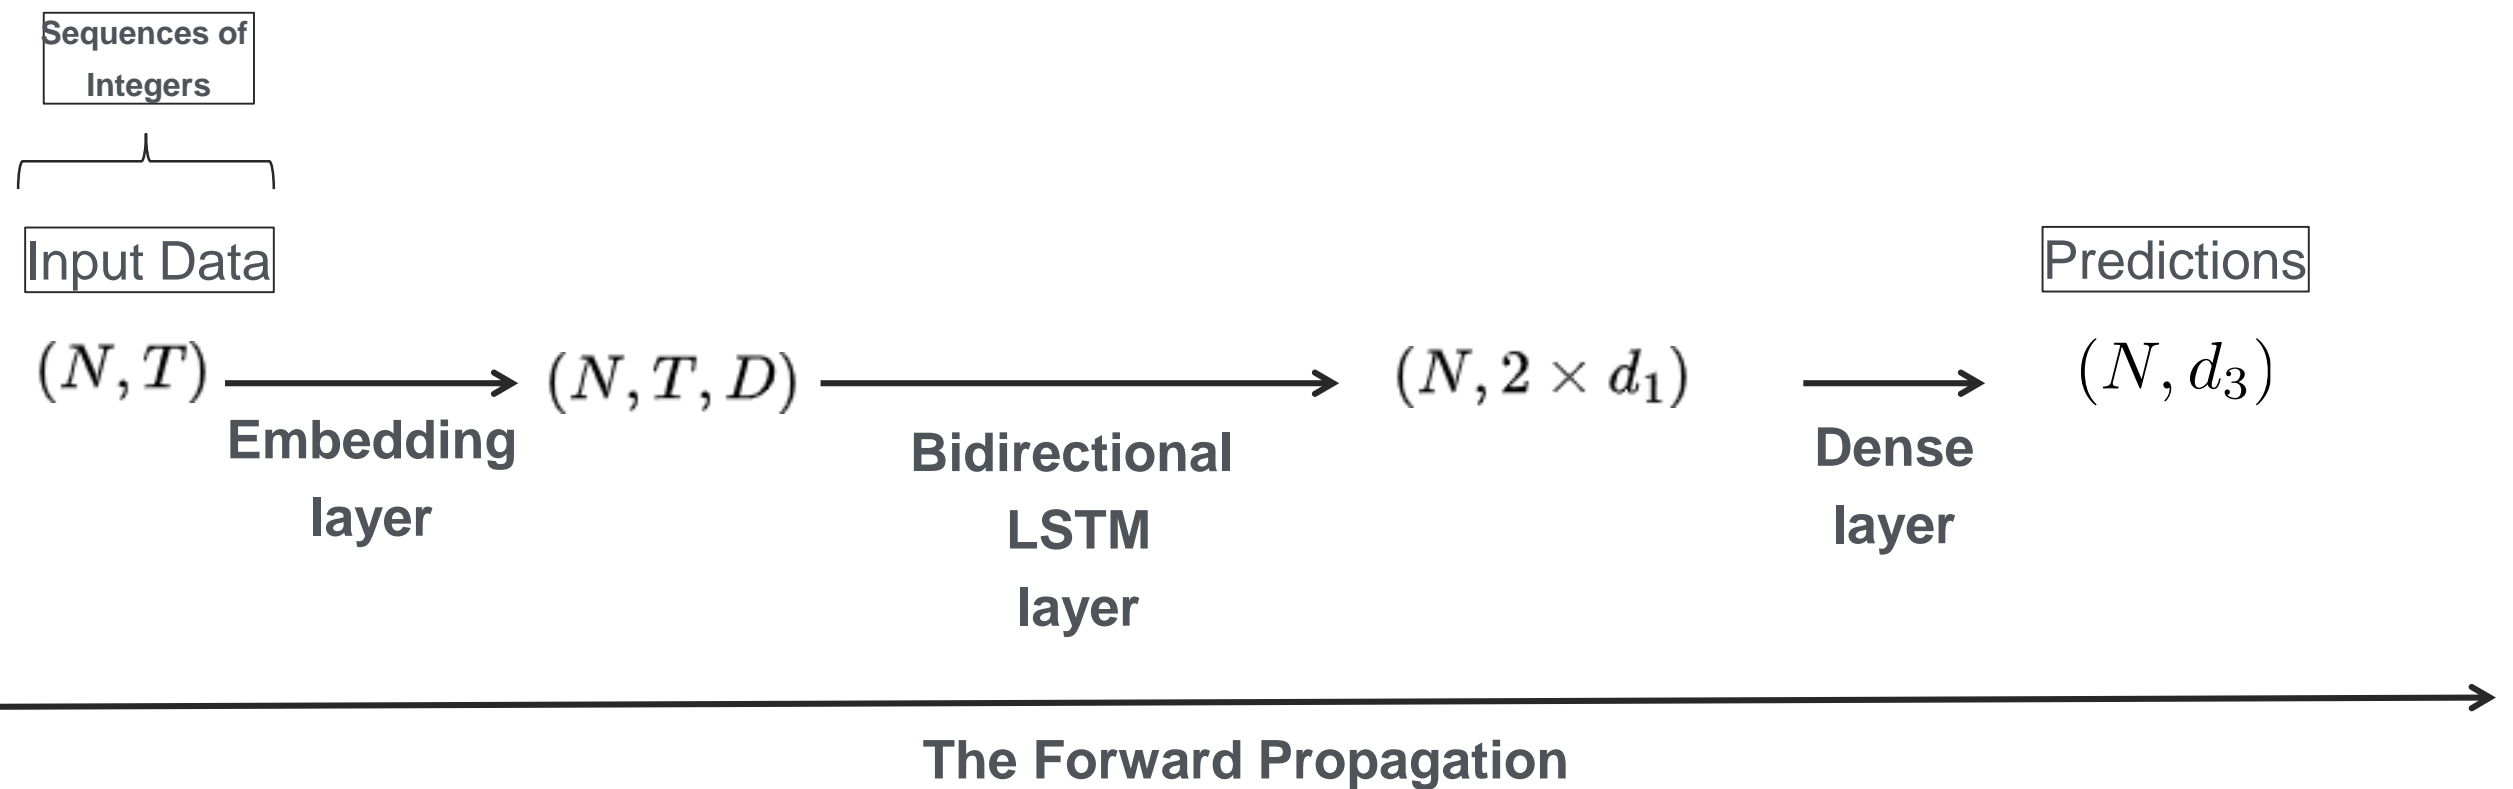 Sequences of
Integers
Input Data
Predictions
(N, T)
(N, T, D)
(N, 2 × d₁)
(N, d₃)
Embedding
layer
Bidirectional
LSTM
layer
Dense
layer
The Forward Propagation